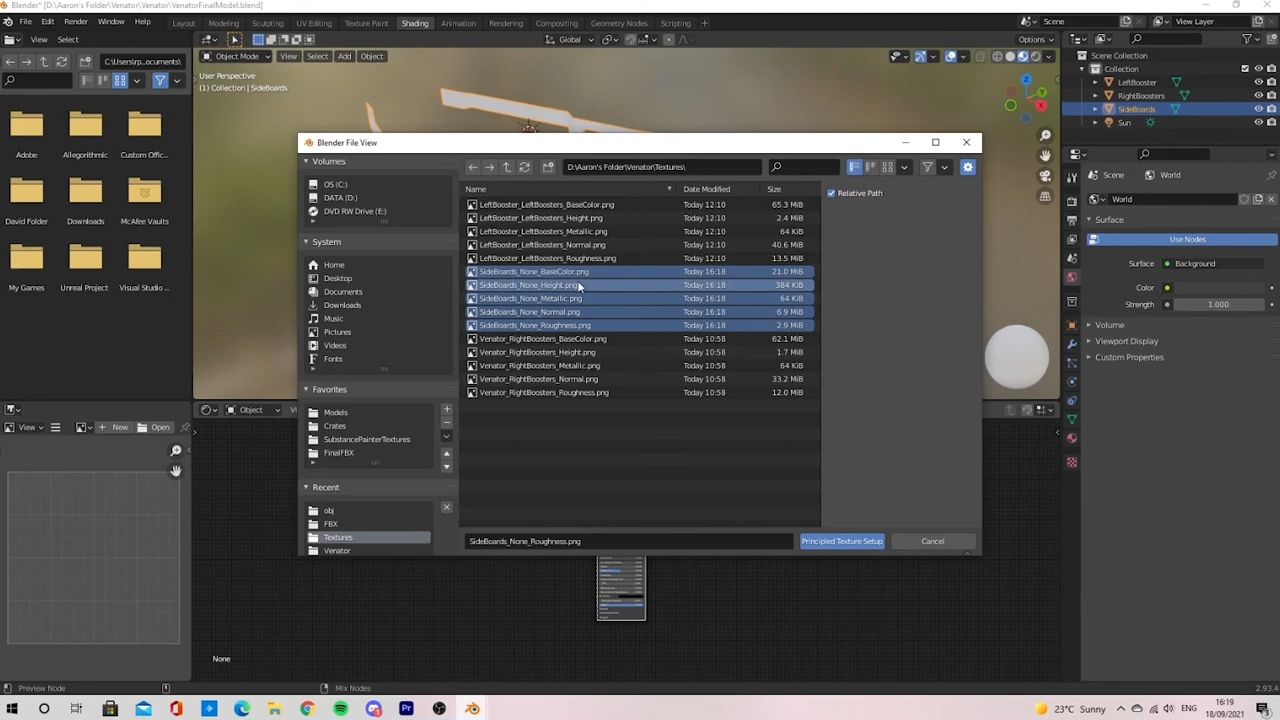 Blender* [D:\Aaron's Folder\Venator\Venator\VenatorFinalModel.blend]
File Edit Render Window Help Layout Modeling Sculpting UV Editing Texture Paint Shading Animation Rendering Compositing Geometry Nodes Scripting + Scene View Layer
View Select Global Options
C:\Users\rp...ocuments\ Object Mode View Select Add Object
User Perspective
(1) Collection | SideBoards
Scene Collection
Collection
LeftBooster
RightBoosters
SideBoards
Sun
Adobe Allegorithmic Custom Offic...
David Folder Downloads McAfee Vaults
My Games Unreal Project Visual Studio ...
Blender File View
Volumes
OS (C:)
DATA (D:)
DVD RW Drive (E:)
System
Home
Desktop
Documents
Downloads
Music
Pictures
Videos
Fonts
Favorites
Models
Crates
SubstancePainterTextures
FinalFBX
Recent
obj
FBX
Textures
Venator
D:\Aaron's Folder\Venator\Textures\
Name Date Modified Size
LeftBooster_LeftBoosters_BaseColor.png Today 12:10 65.3 MiB
LeftBooster_LeftBoosters_Height.png Today 12:10 2.4 MiB
LeftBooster_LeftBoosters_Metallic.png Today 12:10 64 KiB
LeftBooster_LeftBoosters_Normal.png Today 12:10 40.6 MiB
LeftBooster_LeftBoosters_Roughness.png Today 12:10 13.5 MiB
SideBoards_None_BaseColor.png Today 16:18 21.0 MiB
SideBoards_None_Height.png Today 16:18 384 KiB
SideBoards_None_Metallic.png Today 16:18 64 KiB
SideBoards_None_Normal.png Today 16:18 6.9 MiB
SideBoards_None_Roughness.png Today 16:18 2.9 MiB
Venator_RightBoosters_BaseColor.png Today 10:58 62.1 MiB
Venator_RightBoosters_Height.png Today 10:58 1.7 MiB
Venator_RightBoosters_Metallic.png Today 10:58 64 KiB
Venator_RightBoosters_Normal.png Today 10:58 33.2 MiB
Venator_RightBoosters_Roughness.png Today 10:58 12.0 MiB
Relative Path
SideBoards_None_Roughness.png Principled Texture Setup Cancel
Scene World
World
Surface
Use Nodes
Surface Background
Color
Strength 1.000
Volume
Viewport Display
Custom Properties
View + New Open
Object
None
Preview Node Mix Nodes 2.93.4
23°C Sunny ENG 16:19
18/09/2021